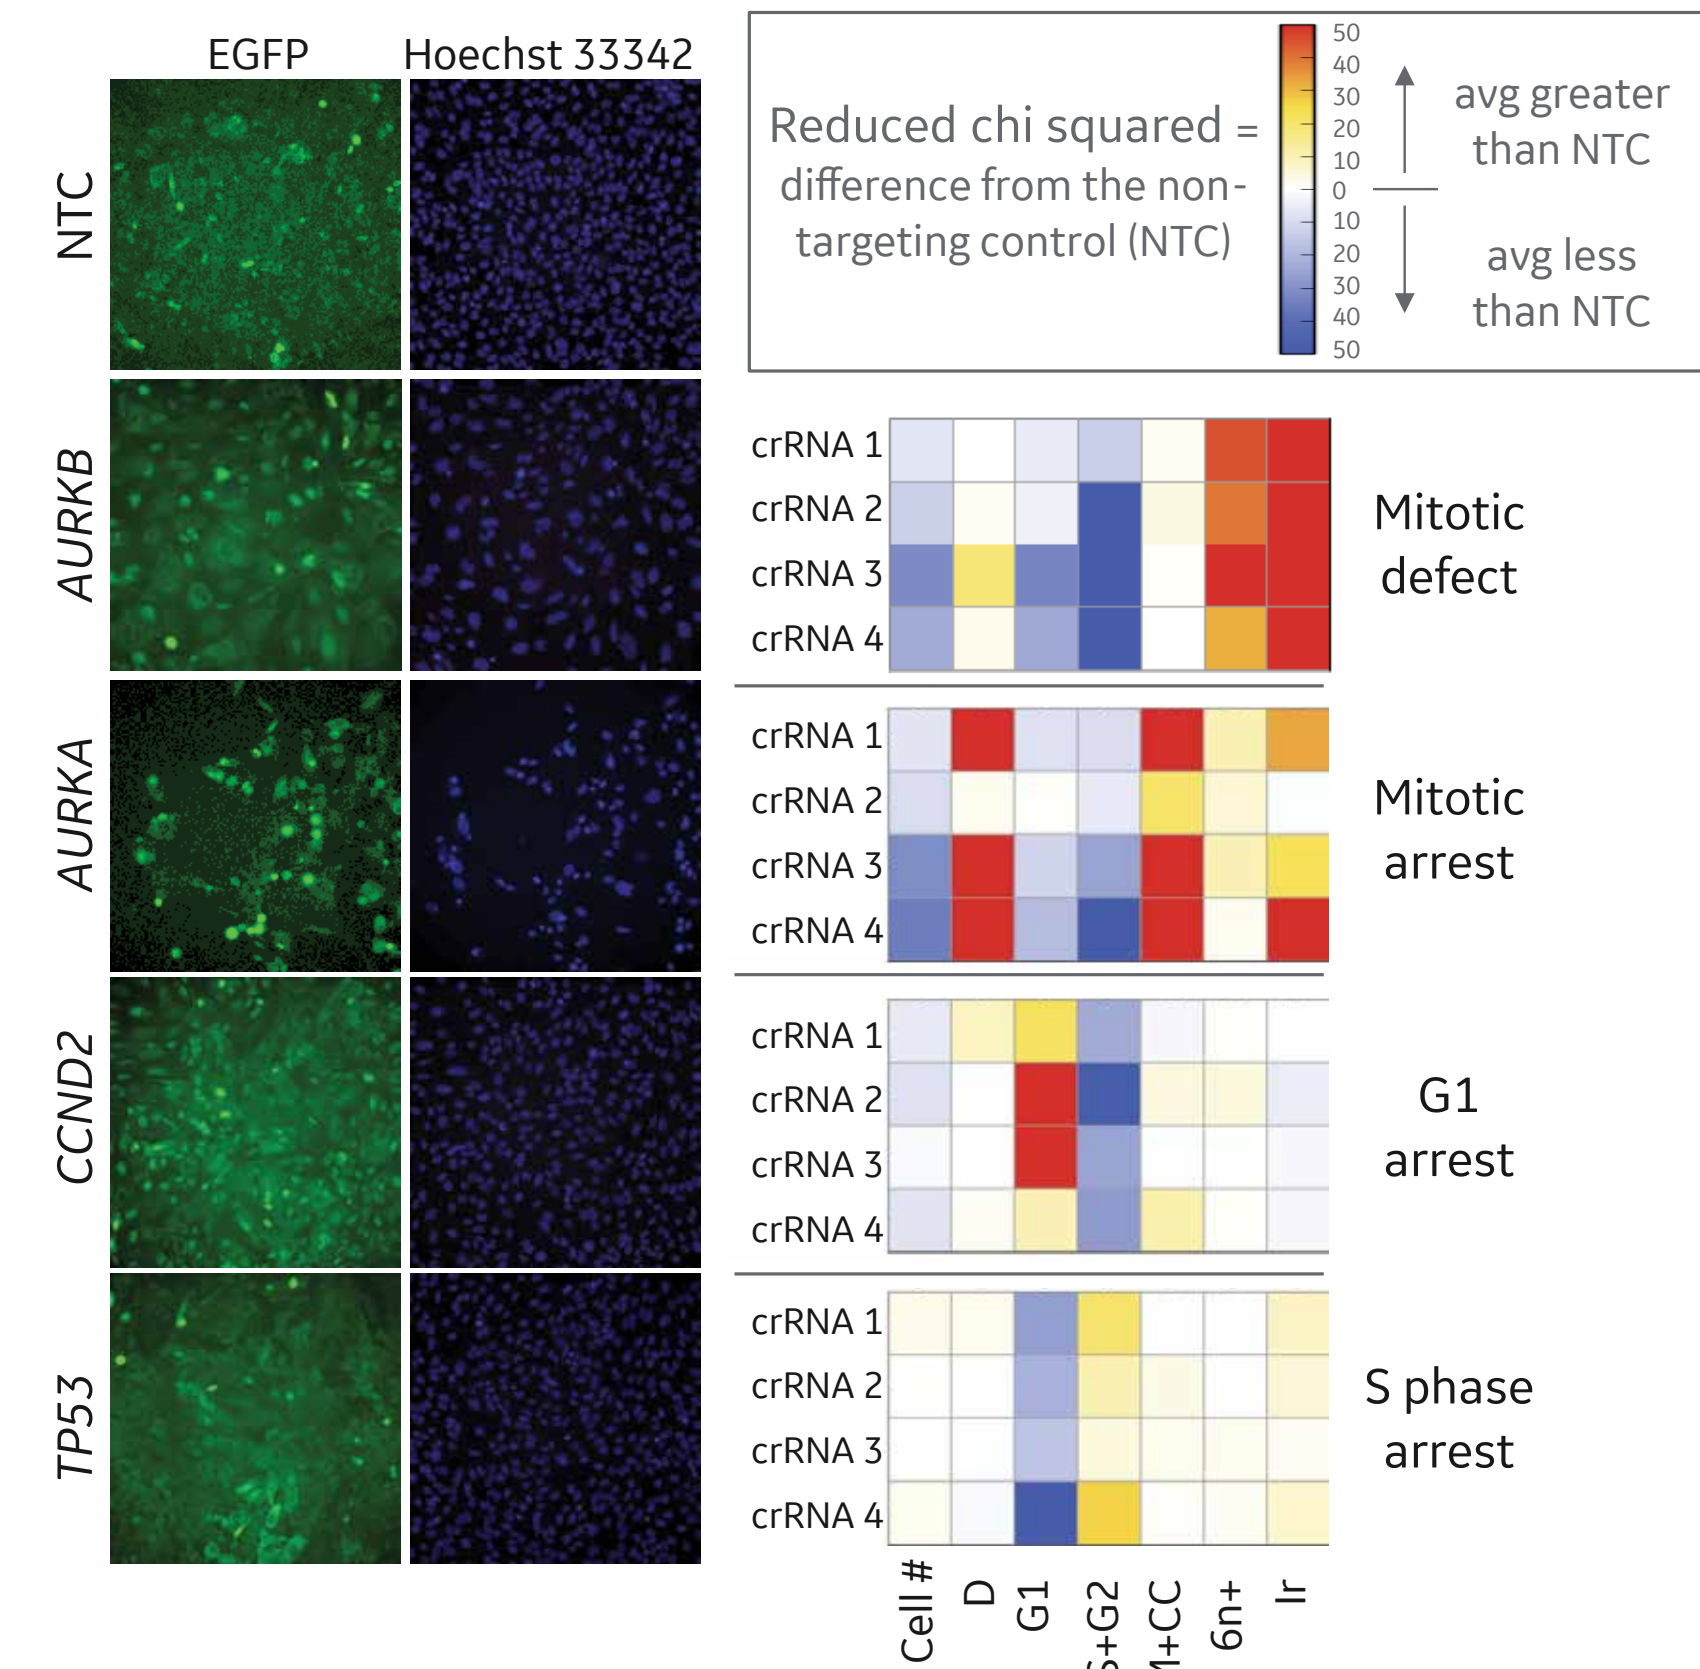 EGFP Hoechst 33342
NTC
AURKB
AURKA
CCND2
TP53
Reduced chi squared =
difference from the non-
targeting control (NTC)
50
40
30
20
10
0
10
20
30
40
50
avg greater
than NTC
avg less
than NTC
crRNA 1
crRNA 2
crRNA 3
crRNA 4
Mitotic
defect
crRNA 1
crRNA 2
crRNA 3
crRNA 4
Mitotic
arrest
crRNA 1
crRNA 2
crRNA 3
crRNA 4
G1
arrest
crRNA 1
crRNA 2
crRNA 3
crRNA 4
S phase
arrest
Cell #
D
G1
S+G2
M+CC
6n+
Ir